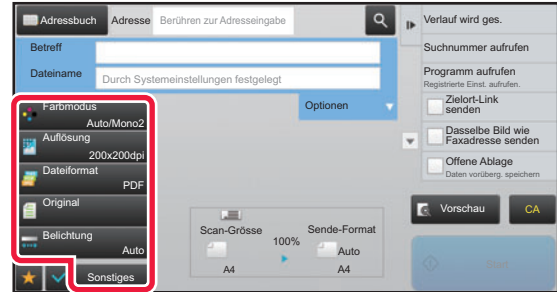 Adressbuch Adresse Berühren zur Adresseingabe
Betreff
Dateiname Durch Systemeinstellungen festgelegt
Optionen
Farbmodus
Auto/Mono2
Auflösung
200x200dpi
Dateiformat
PDF
Original
Belichtung
Auto
Sonstiges
Scan-Grösse
A4
100%
Sende-Format
Auto
A4
Verlauf wird ges.
Suchnummer aufrufen
Programm aufrufen
Registrierte Einst. aufrufen.
Zielort-Link
senden
Dasselbe Bild wie
Faxadresse senden
Offene Ablage
Daten vorüberg. speichern
Vorschau
CA
Start